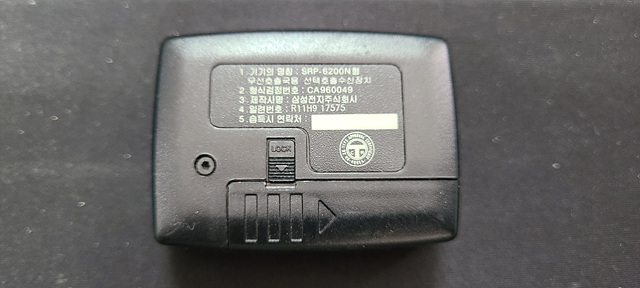 1. 기기의 명칭 : SRP-6200N형
무선호출국용 선택호출수신장치
2. 형식검정번호 : CA960049
3. 제작사명 : 삼성전자주식회사
4. 일련번호 : R11H9 17575
5. 습득시 연락처 :
LOCK